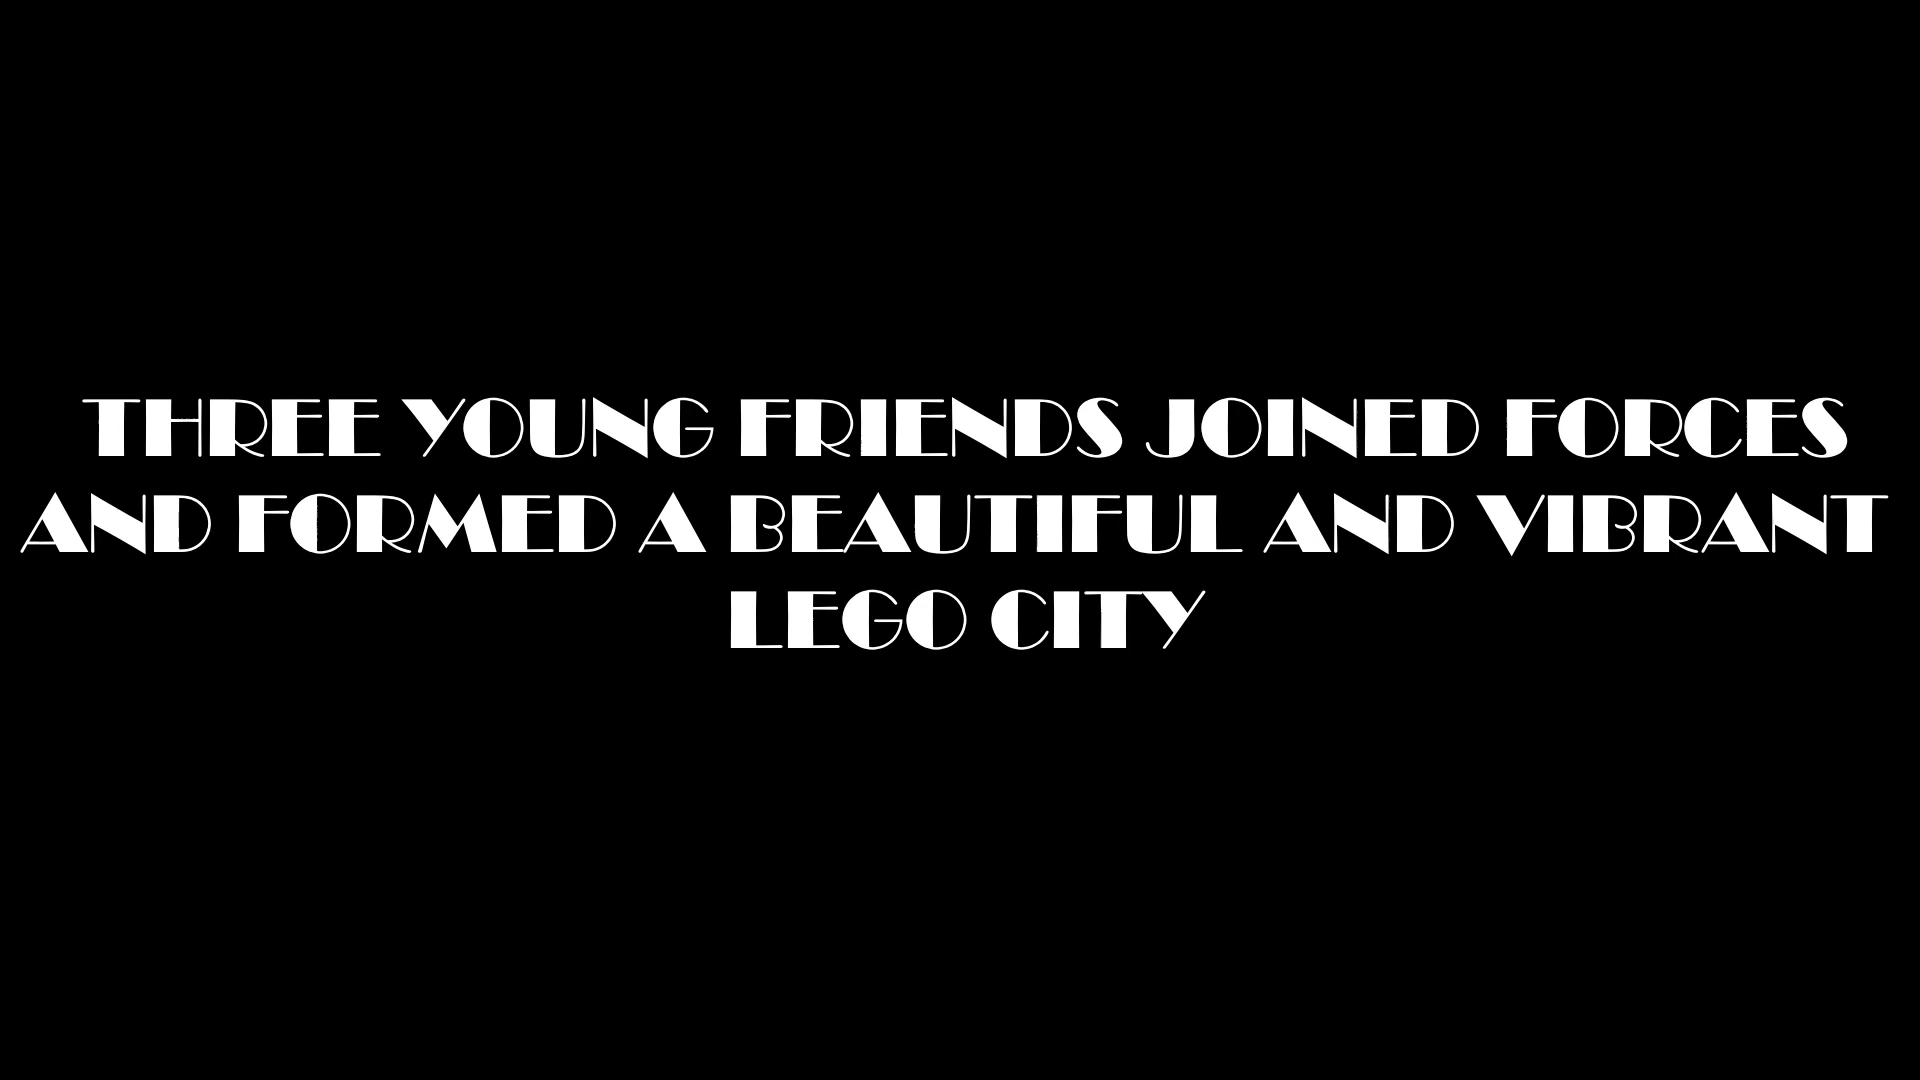 THREE YOUNG FRIENDS JOINED FORCES
AND FORMED A BEAUTIFUL AND VIBRANT
LEGO CITY